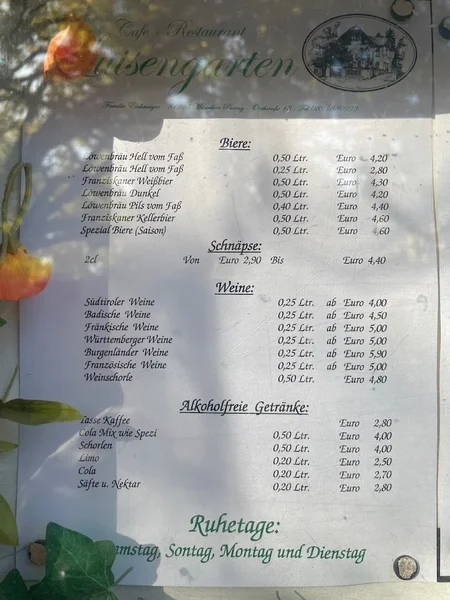 Cafe - Restaurant
Luisengarten
Biere:
Löwenbräu Hell vom Faß 0,50 Ltr. Euro 4,20
Löwenbräu Hell vom Faß 0,25 Ltr. Euro 2,80
Franziskaner Weißbier 0,50 Ltr. Euro 4,30
Löwenbräu Dunkel 0,50 Ltr. Euro 4,20
Löwenbräu Pils vom Faß 0,40 Ltr. Euro 4,40
Franziskaner Kellerbier 0,50 Ltr. Euro 4,60
Spezial Biere (Saison) 0,50 Ltr. Euro 4,60
Schnäpse:
2cl Von Euro 2,90 Bis Euro 4,40
Weine:
Südtiroler Weine 0,25 Ltr. ab Euro 4,00
Badische Weine 0,25 Ltr. ab Euro 4,50
Fränkische Weine 0,25 Ltr. ab Euro 5,00
Württemberger Weine 0,25 Ltr. ab Euro 5,00
Burgenländer Weine 0,25 Ltr. ab Euro 5,90
Französische Weine 0,25 Ltr. ab Euro 5,00
Weinschorle 0,50 Ltr. Euro 4,80
Alkoholfreie Getränke:
Tasse Kaffee Euro 2,80
Cola Mix wie Spezi 0,50 Ltr. Euro 4,00
Schorlen 0,50 Ltr. Euro 4,00
Limo 0,20 Ltr. Euro 2,50
Cola 0,20 Ltr. Euro 2,70
Säfte u. Nektar 0,20 Ltr. Euro 2,80
Ruhetage:
Samstag, Sontag, Montag und Dienstag